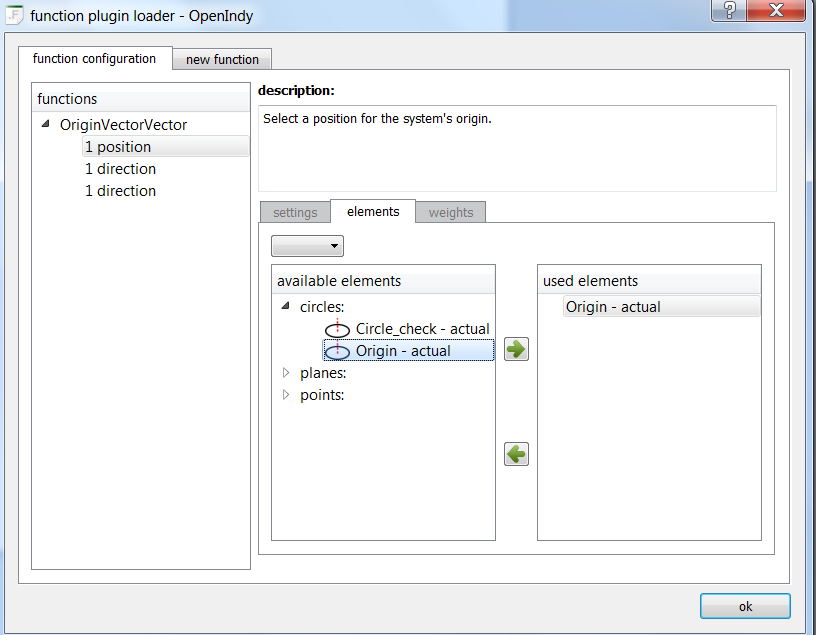 function plugin loader - OpenIndy
function configuration
new function
functions
OriginVectorVector
1 position
1 direction
1 direction
description:
Select a position for the system's origin.
settings
elements
weights
available elements
circles:
Circle_check - actual
Origin - actual
planes:
points:
used elements
Origin - actual
ok